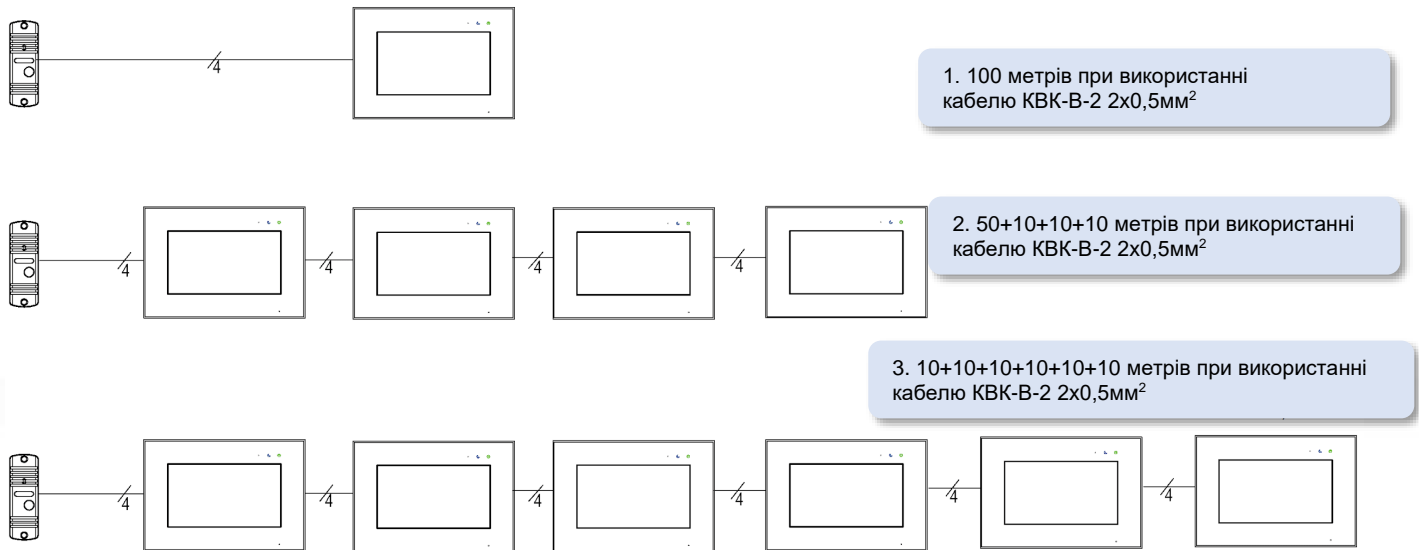 4
1. 100 метрів при використанні
кабелю КВК-В-2 2х0,5мм²
4 4 4 4
2. 50+10+10+10 метрів при використанні
кабелю КВК-В-2 2х0,5мм²
3. 10+10+10+10+10+10 метрів при використанні
кабелю КВК-В-2 2х0,5мм²
4 4 4 4 4 4